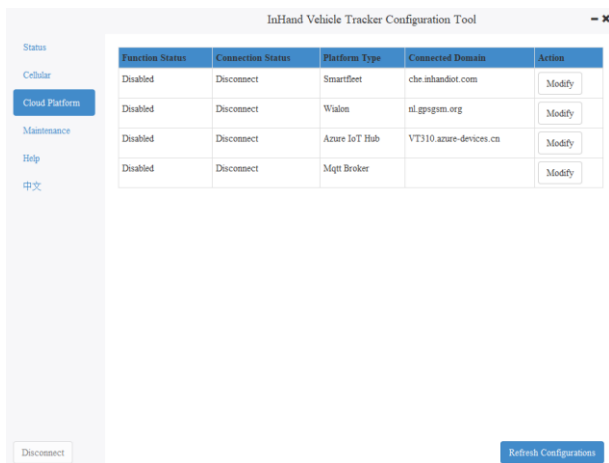 InHand Vehicle Tracker Configuration Tool
Status
Cellular
Cloud Platform
Maintenance
Help
中文
Function Status Connection Status Platform Type Connected Domain Action
Disabled Disconnect Smartfleet che.inhandiot.com Modify
Disabled Disconnect Wialon nl.gpsgsm.org Modify
Disabled Disconnect Azure IoT Hub VT310.azure-devices.cn Modify
Disabled Disconnect Mqtt Broker Modify
Disconnect
Refresh Configurations